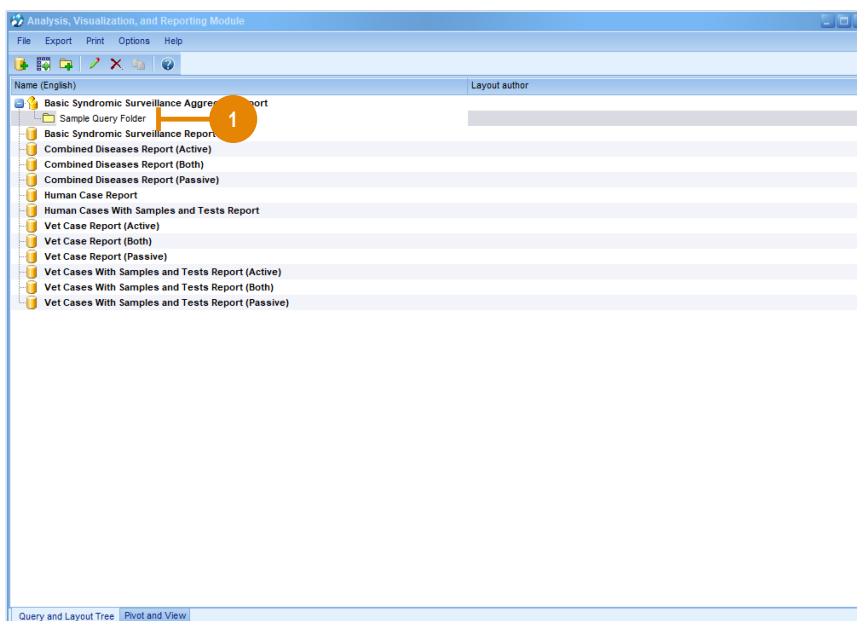 Analysis, Visualization, and Reporting Module
File Export Print Options Help
Name (English) Layout author
Basic Syndromic Surveillance Aggre port
Sample Query Folder
1
Basic Syndromic Surveillance Report
Combined Diseases Report (Active)
Combined Diseases Report (Both)
Combined Diseases Report (Passive)
Human Case Report
Human Cases With Samples and Tests Report
Vet Case Report (Active)
Vet Case Report (Both)
Vet Case Report (Passive)
Vet Cases With Samples and Tests Report (Active)
Vet Cases With Samples and Tests Report (Both)
Vet Cases With Samples and Tests Report (Passive)
Query and Layout Tree Pivot and View